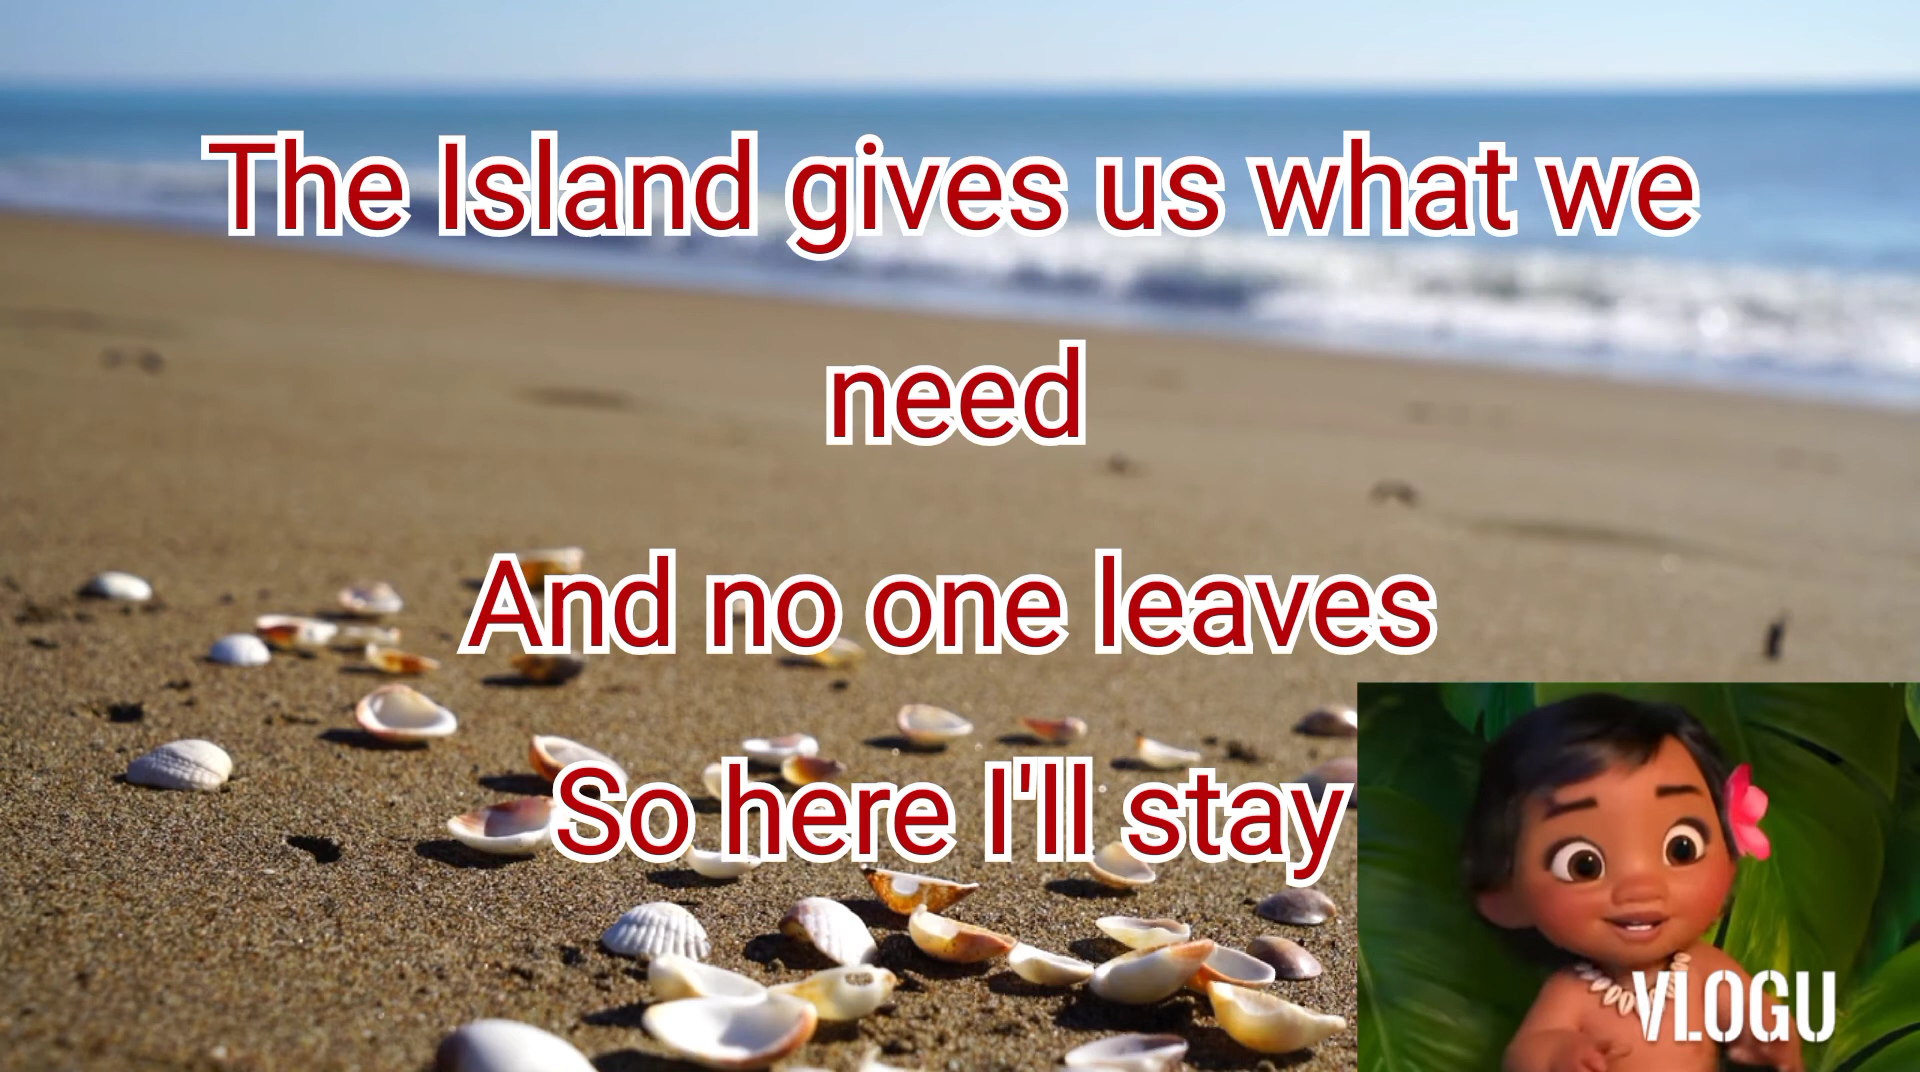 The Island gives us what we
need
And no one leaves
So here I'll stay
VLOGU